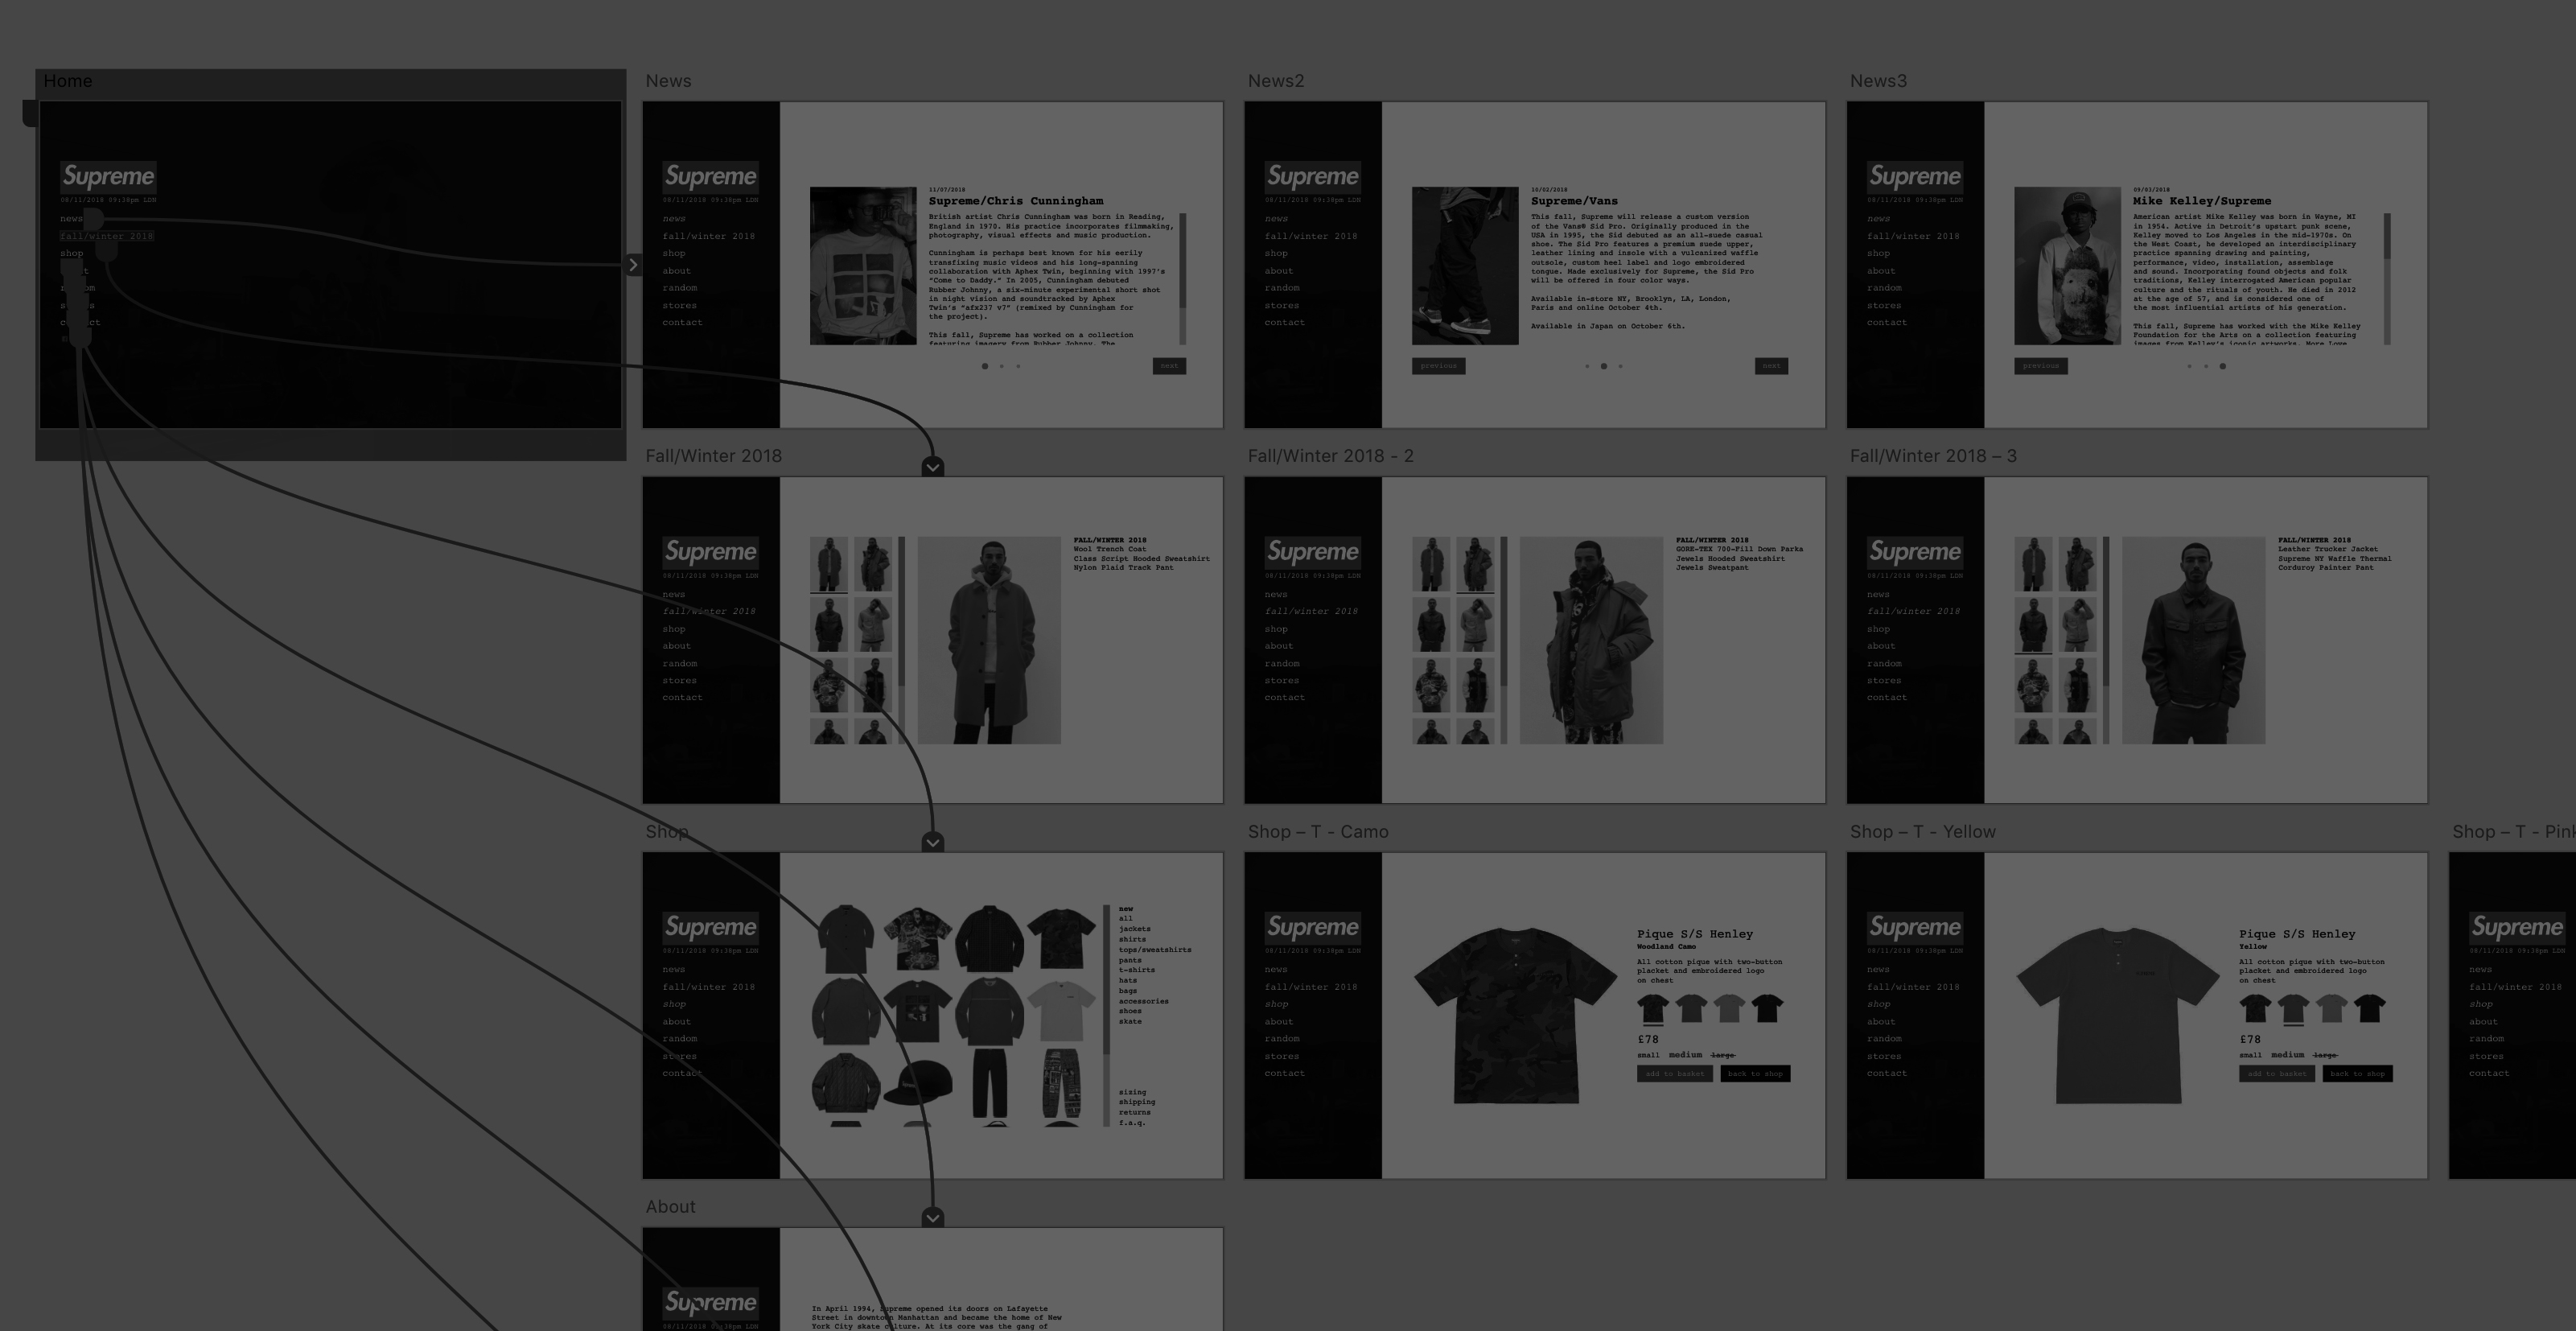 Home
Supreme
08/11/2018 09:38pm LDN
news
fall/winter 2018
shop
News
Supreme
08/11/2018 09:38pm LDN
news
fall/winter 2018
shop
about
random
stores
contact
11/07/2018
Supreme/Chris Cunningham
British artist Chris Cunningham was born in Reading,
England in 1970. His practice incorporates filmmaking,
photography, visual effects and music production.
Cunningham is perhaps best known for his eerily
transfixing music videos and his long-spanning
collaboration with Aphex Twin, beginning with 1997's
"Come to Daddy." In 2005, Cunningham debuted
Rubber Johnny, a six-minute experimental short shot
in night vision and soundtracked by Aphex
Twin's "afx237 v7" (remixed by Cunningham for
the project).
This fall, Supreme has worked on a collection
featuring imagery from Rubber Johnny. The
next
News2
Supreme
08/11/2018 09:38pm LDN
news
fall/winter 2018
shop
about
random
stores
contact
10/02/2018
Supreme/Vans
This fall, Supreme will release a custom version
of the Vans® Sid Pro. Originally produced in the
USA in 1995, the Sid debuted as an all-suede casual
shoe. The Sid Pro features a premium suede upper,
leather lining and insole with a vulcanized waffle
outsole, custom heel label and logo embroidered
tongue. Made exclusively for Supreme, the Sid Pro
will be offered in four color ways.
Available in-store NY, Brooklyn, LA, London,
Paris and online October 4th.
Available in Japan on October 6th.
previous
next
News3
Supreme
08/11/2018 09:38pm LDN
news
fall/winter 2018
shop
about
random
stores
contact
09/03/2018
Mike Kelley/Supreme
American artist Mike Kelley was born in Wayne, MI
in 1954. Active in Detroit's upstart punk scene,
Kelley moved to Los Angeles in the mid-1970s. On
the West Coast, he developed an interdisciplinary
practice spanning drawing and painting,
performance, video, installation, assemblage
and sound. Incorporating found objects and folk
traditions, Kelley interrogated American popular
culture and the rituals of youth. He died in 2012
at the age of 57, and is considered one of
the most influential artists of his generation.
This fall, Supreme has worked with the Mike Kelley
Foundation for the Arts on a collection featuring
images from Kelley's iconic artworks. More Love
previous
Fall/Winter 2018
Supreme
08/11/2018 09:38pm LDN
news
fall/winter 2018
shop
about
random
stores
contact
FALL/WINTER 2018
Wool Trench Coat
Class Script Hooded Sweatshirt
Nylon Plaid Track Pant
Fall/Winter 2018 - 2
Supreme
08/11/2018 09:38pm LDN
news
fall/winter 2018
shop
about
random
stores
contact
FALL/WINTER 2018
GORE-TEX 700-Fill Down Parka
Jewels Hooded Sweatshirt
Jewels Sweatpant
Fall/Winter 2018 – 3
Supreme
08/11/2018 09:38pm LDN
news
fall/winter 2018
shop
about
random
stores
contact
FALL/WINTER 2018
Leather Trucker Jacket
Supreme NY Waffle Thermal
Corduroy Painter Pant
Shop
Supreme
08/11/2018 09:38pm LDN
news
fall/winter 2018
shop
about
random
stores
contact
new
all
jackets
shirts
tops/sweatshirts
pants
t-shirts
hats
bags
accessories
shoes
skate
sizing
shipping
returns
f.a.q.
Shop – T - Camo
Supreme
08/11/2018 09:38pm LDN
news
fall/winter 2018
shop
about
random
stores
contact
Pique S/S Henley
Woodland Camo
All cotton pique with two-button
placket and embroidered logo
on chest
£78
small medium large
add to basket
back to shop
Shop – T - Yellow
Supreme
08/11/2018 09:38pm LDN
news
fall/winter 2018
shop
about
random
stores
contact
Pique S/S Henley
Yellow
All cotton pique with two-button
placket and embroidered logo
on chest
£78
small medium large
add to basket
back to shop
Shop – T - Pink
Supreme
08/11/2018 09:38pm LDN
news
fall/winter 2018
shop
about
random
stores
contact
About
Supreme
08/11/2018 09:38pm LDN
In April 1994, Supreme opened its doors on Lafayette
Street in downtown Manhattan and became the home of New
York City skate culture. At its core was the gang of